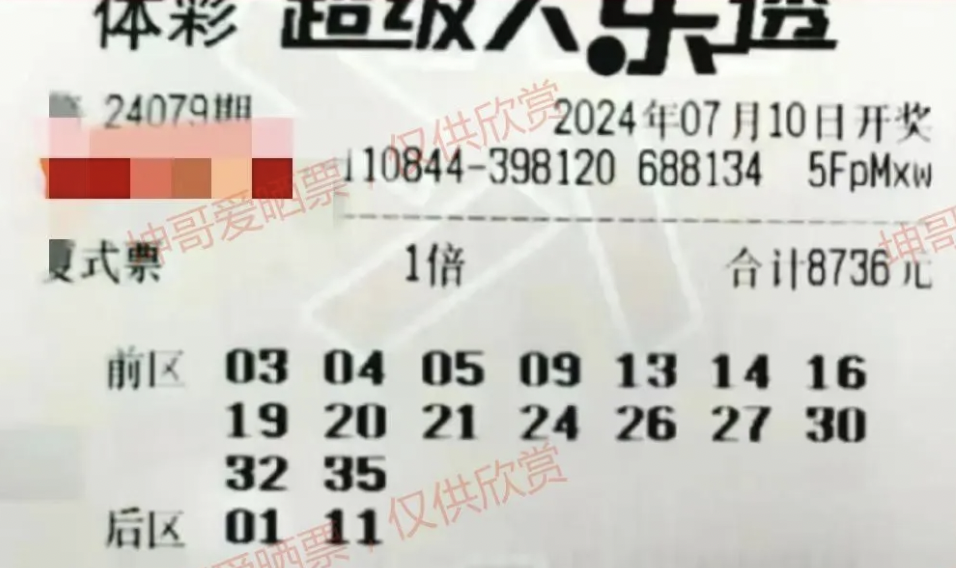 体彩 超级大乐透
24079期 2024年07月10日开奖
110844-398120 688134 5FpMxw
复式票 1倍 合计8736元
前区 03 04 05 09 13 14 16
19 20 21 24 26 27 30
32 35
后区 01 11
坤哥爱晒票，仅供欣赏
坤哥
坤哥爱晒票，仅供欣赏